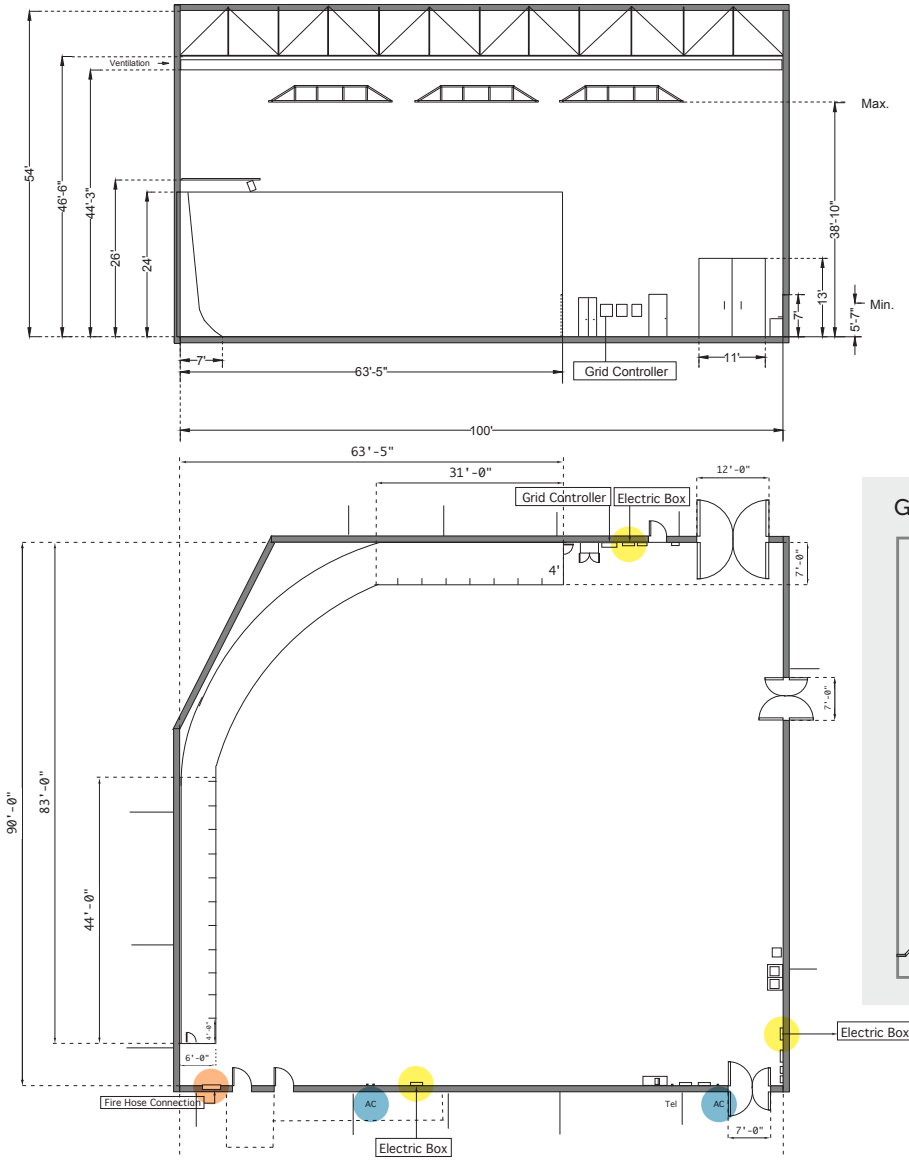 Ventilation
Max.
54'
46'-6"
44'-3"
26'
24'
38'-10"
13'
7'
5'-7"
Min.
7'
11'
63'-5"
Grid Controller
100'
63'-5"
31'-0"
12'-0"
Grid Controller
Electric Box
G
4'
7'-0"
7'-0"
90'-0"
83'-0"
44'-0"
4'-0"
6'-0"
Electric Box
Fire Hose Connection
AC
Tel
AC
7'-0"
Electric Box